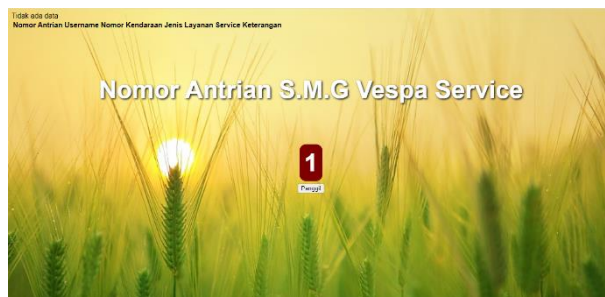 Tidak ada data
Nomor Antrian Username Nomor Kendaraan Jenis Layanan Service Keterangan
Nomor Antrian S.M.G Vespa Service
1
Panggil